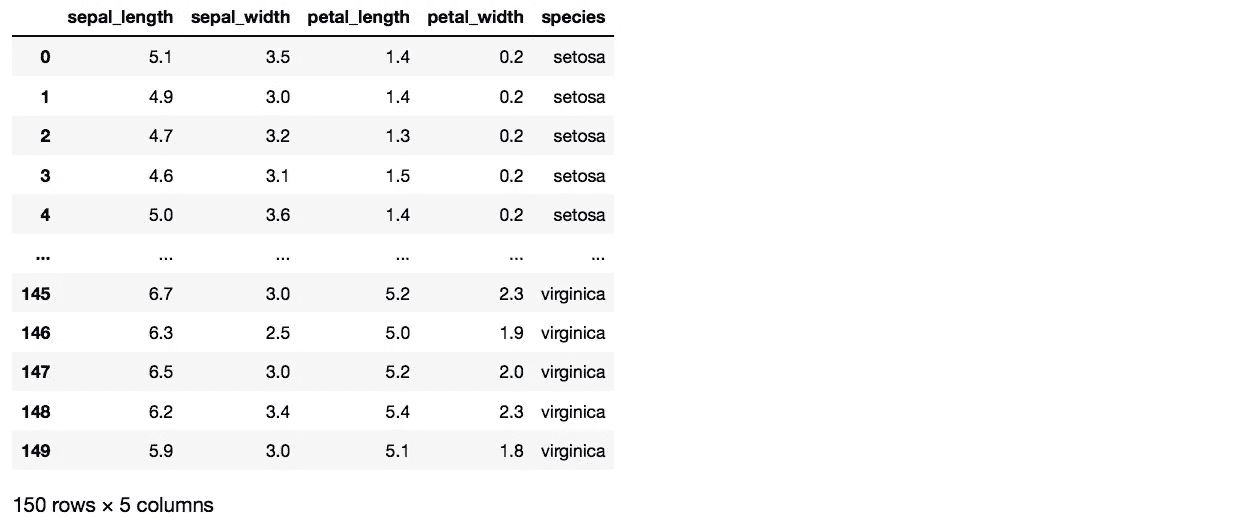 sepal_length sepal_width petal_length petal_width species
0 5.1 3.5 1.4 0.2 setosa
1 4.9 3.0 1.4 0.2 setosa
2 4.7 3.2 1.3 0.2 setosa
3 4.6 3.1 1.5 0.2 setosa
4 5.0 3.6 1.4 0.2 setosa
... ... ... ... ... ...
145 6.7 3.0 5.2 2.3 virginica
146 6.3 2.5 5.0 1.9 virginica
147 6.5 3.0 5.2 2.0 virginica
148 6.2 3.4 5.4 2.3 virginica
149 5.9 3.0 5.1 1.8 virginica
150 rows × 5 columns